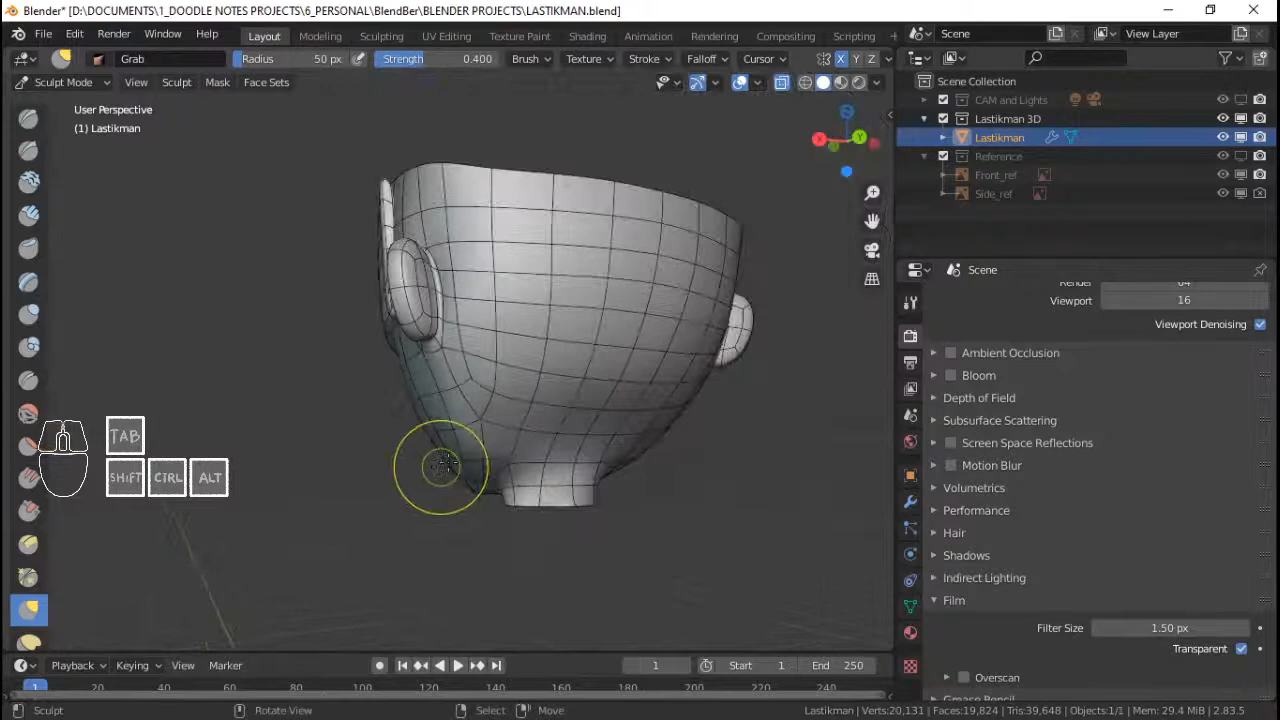 Blender* [D:\DOCUMENTS\1_DOODLE NOTES PROJECTS\6_PERSONAL\BlendBer\BLENDER PROJECTS\LASTIKMAN.blend]
File Edit Render Window Help Layout Modeling Sculpting UV Editing Texture Paint Shading Animation Rendering Compositing Scripting Scene View Layer
Grab Radius 50 px Strength 0.400 Brush Texture Stroke Falloff Cursor X Y Z
Sculpt Mode View Sculpt Mask Face Sets
Scene Collection
CAM and Lights
Lastikman 3D
Lastikman
Reference
Front_ref
Side_ref
User Perspective
(1) Lastikman
X
Y
Z
TAB
SHIFT CTRL ALT
Scene
Render 64
Viewport 16
Viewport Denoising
Ambient Occlusion
Bloom
Depth of Field
Subsurface Scattering
Screen Space Reflections
Motion Blur
Volumetrics
Performance
Hair
Shadows
Indirect Lighting
Film
Filter Size 1.50 px
Transparent
Overscan
Grease Pencil
Playback Keying View Marker 1 Start 1 End 250
1 20 40 60 80 100 120 140 160 180 200 220 240
Sculpt Rotate View Select Move Lastikman | Verts:20,131 | Faces:19,824 | Tris:39,648 | Objects:1/1 | Mem: 29.4 MiB | 2.83.5